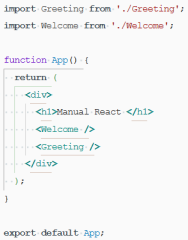 import Greeting from './Greeting';
import Welcome from './Welcome';
function App() {
return (
<div>
<h1>Manual React </h1>
<Welcome />
<Greeting />
</div>
);
}
export default App;